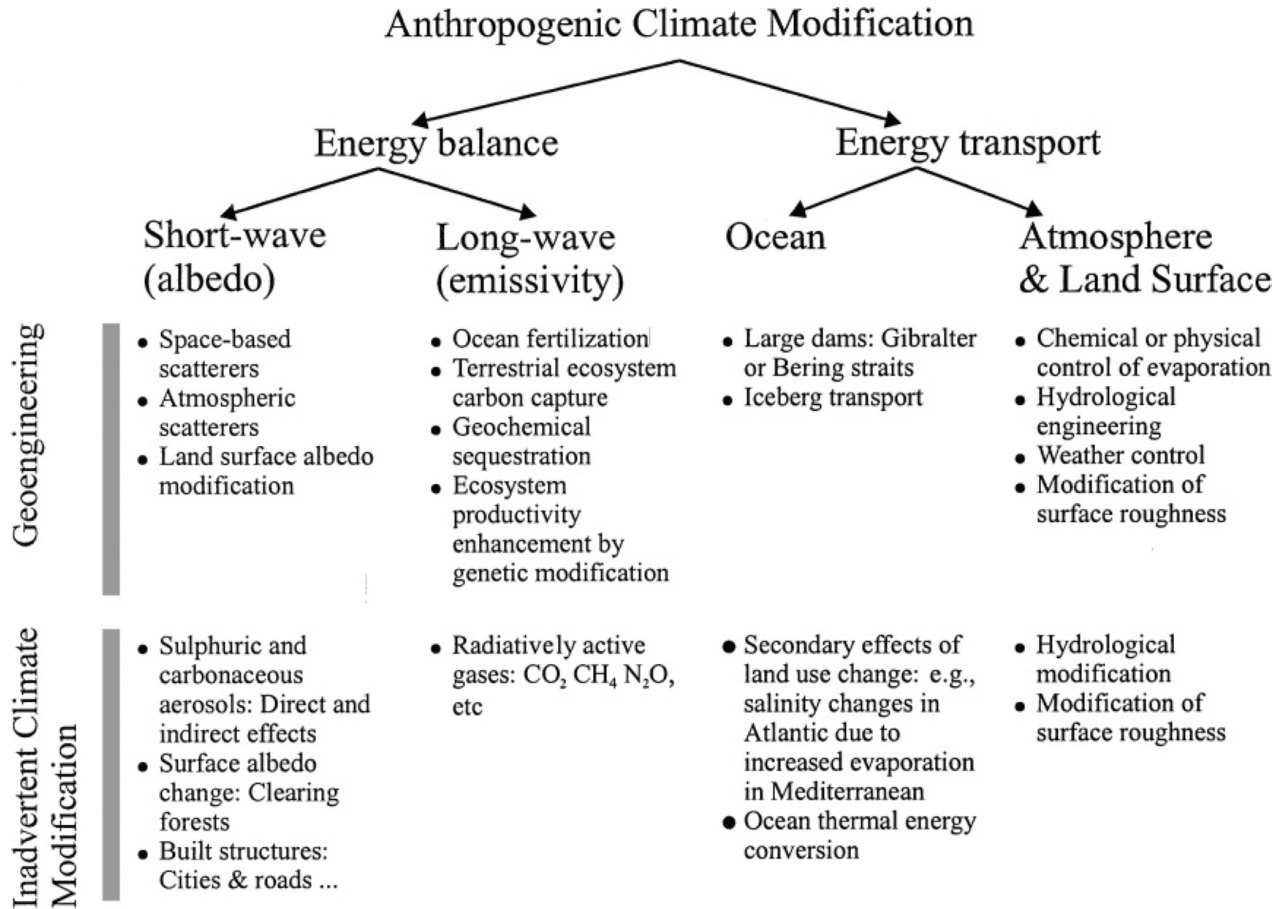 Anthropogenic Climate Modification
Energy balance
Energy transport
Short-wave
(albedo)
Long-wave
(emissivity)
Ocean
Atmosphere
& Land Surface
Geoengineering
• Space-based
scatterers
• Atmospheric
scatterers
• Land surface albedo
modification
• Ocean fertilization
• Terrestrial ecosystem
carbon capture
• Geochemical
sequestration
• Ecosystem
productivity
enhancement by
genetic modification
• Large dams: Gibralter
or Bering straits
• Iceberg transport
• Chemical or physical
control of evaporation
• Hydrological
engineering
• Weather control
• Modification of
surface roughness
Inadvertent Climate
Modification
• Sulphuric and
carbonaceous
aerosols: Direct and
indirect effects
• Surface albedo
change: Clearing
forests
• Built structures:
Cities & roads ...
• Radiatively active
gases: CO₂ CH₄ N₂O,
etc
• Secondary effects of
land use change: e.g.,
salinity changes in
Atlantic due to
increased evaporation
in Mediterranean
• Ocean thermal energy
conversion
• Hydrological
modification
• Modification of
surface roughness